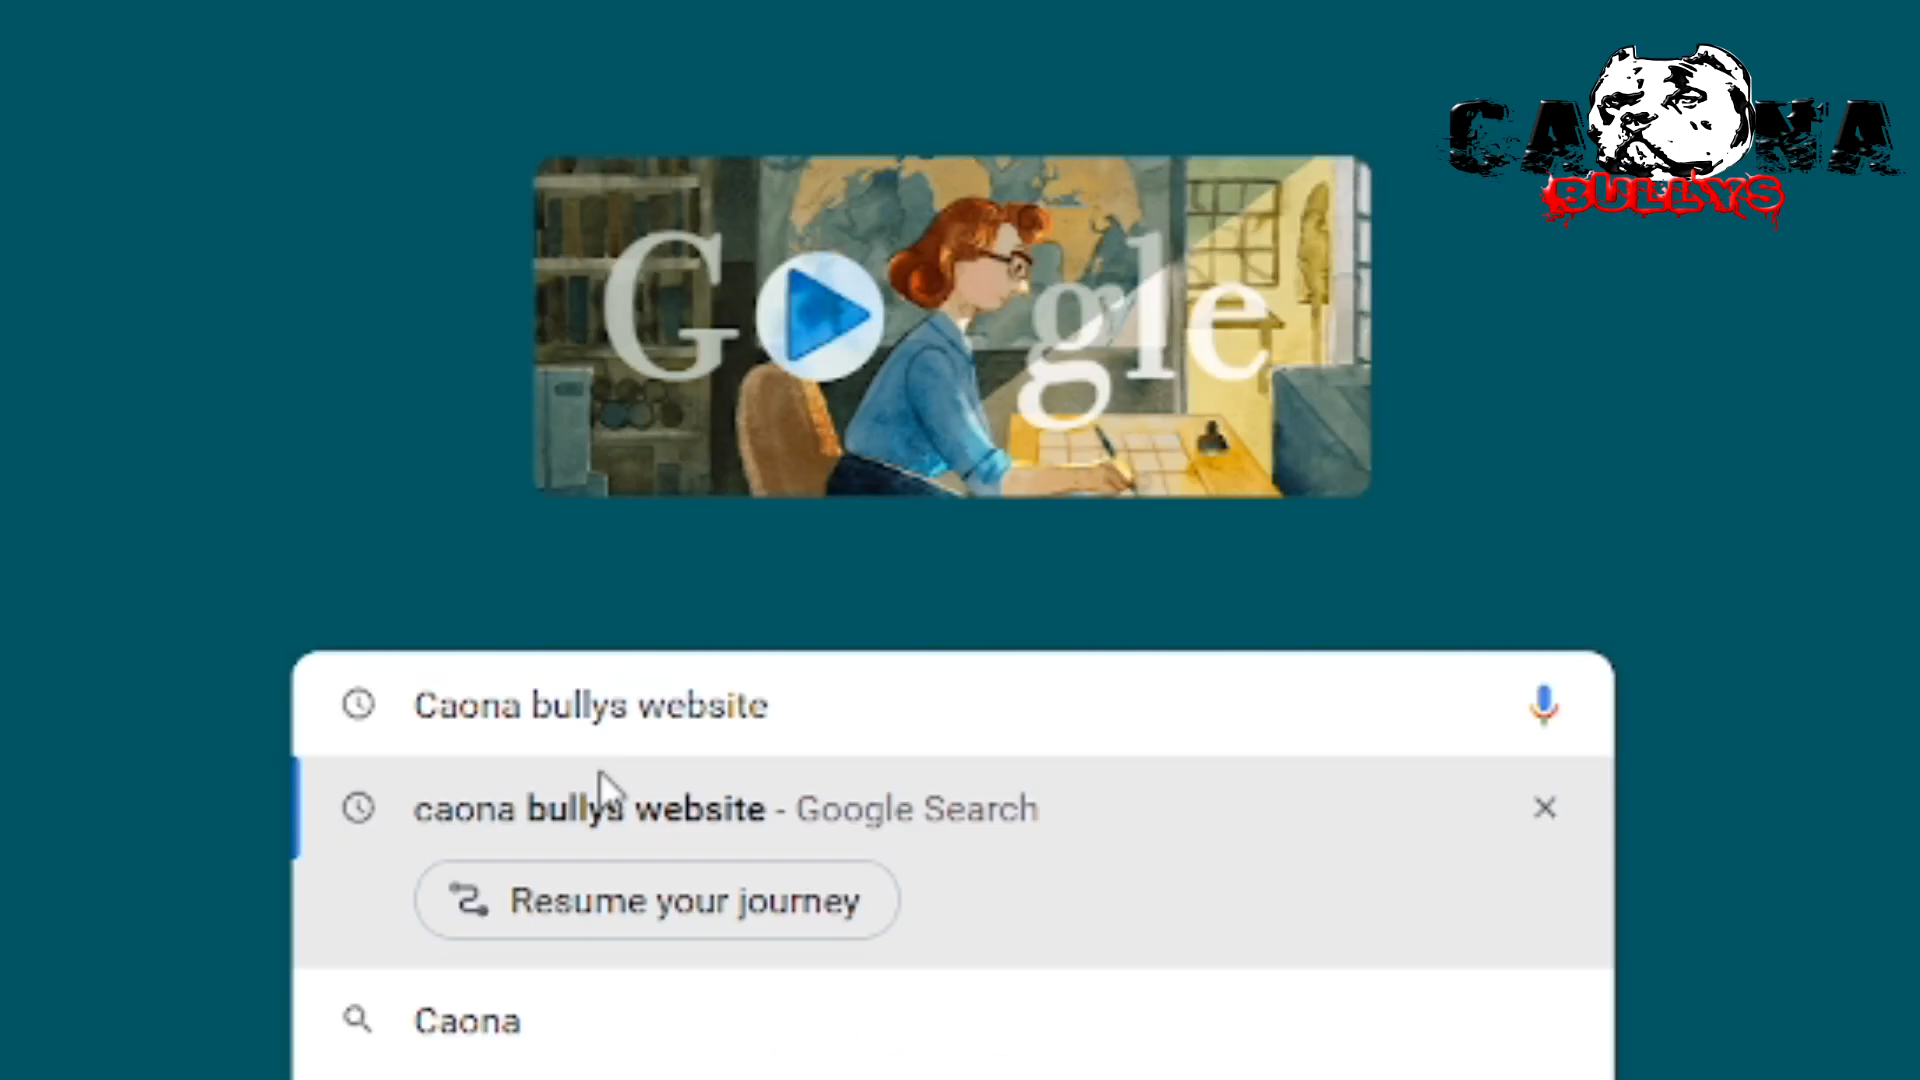 CAONA
BULLYS
Google
Caona bullys website
caona bullys website - Google Search
Resume your journey
Caona